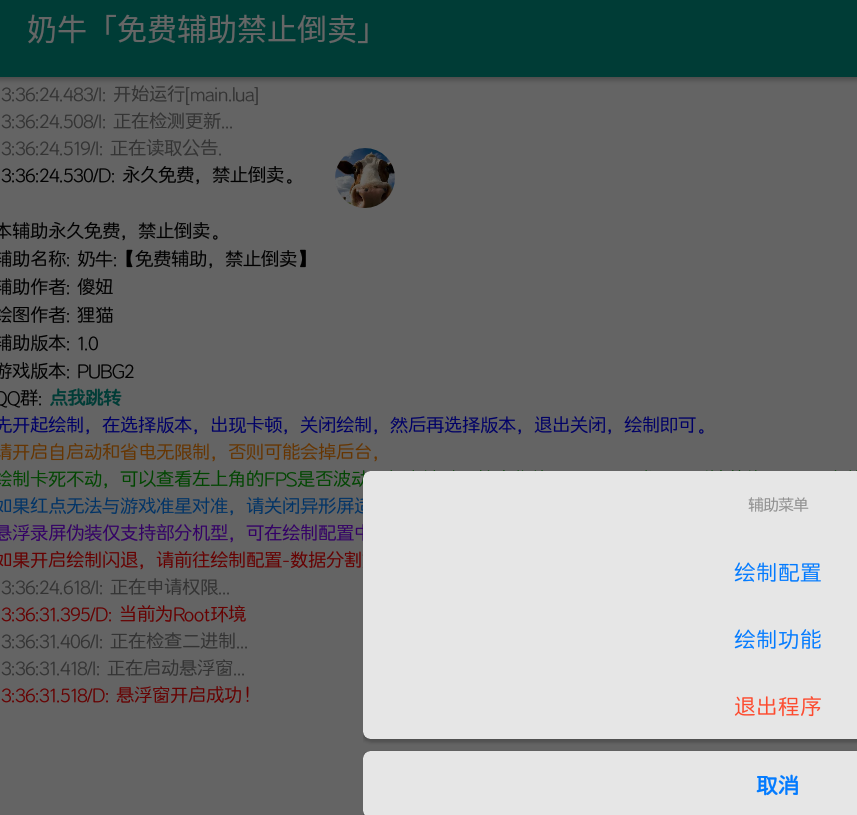 奶牛「免费辅助禁止倒卖」
3:36:24.483/I: 开始运行[main.lua]
3:36:24.508/I: 正在检测更新...
3:36:24.519/I: 正在读取公告.
3:36:24.530/D: 永久免费，禁止倒卖。
本辅助永久免费，禁止倒卖。
辅助名称: 奶牛:【免费辅助，禁止倒卖】
辅助作者: 傻妞
绘图作者: 狸猫
辅助版本: 1.0
游戏版本: PUBG2
QQ群: 点我跳转
先开起绘制，在选择版本，出现卡顿，关闭绘制，然后再选择版本，退出关闭，绘制即可。
请开启自启动和省电无限制，否则可能会掉后台，
绘制卡死不动，可以查看左上角的FPS是否波动
如果红点无法与游戏准星对准，请关闭异形屏适
悬浮录屏伪装仅支持部分机型，可在绘制配置中
如果开启绘制闪退，请前往绘制配置-数据分割
3:36:24.618/I: 正在申请权限...
3:36:31.395/D: 当前为Root环境
3:36:31.406/I: 正在检查二进制...
3:36:31.418/I: 正在启动悬浮窗...
3:36:31.518/D: 悬浮窗开启成功！
辅助菜单
绘制配置
绘制功能
退出程序
取消